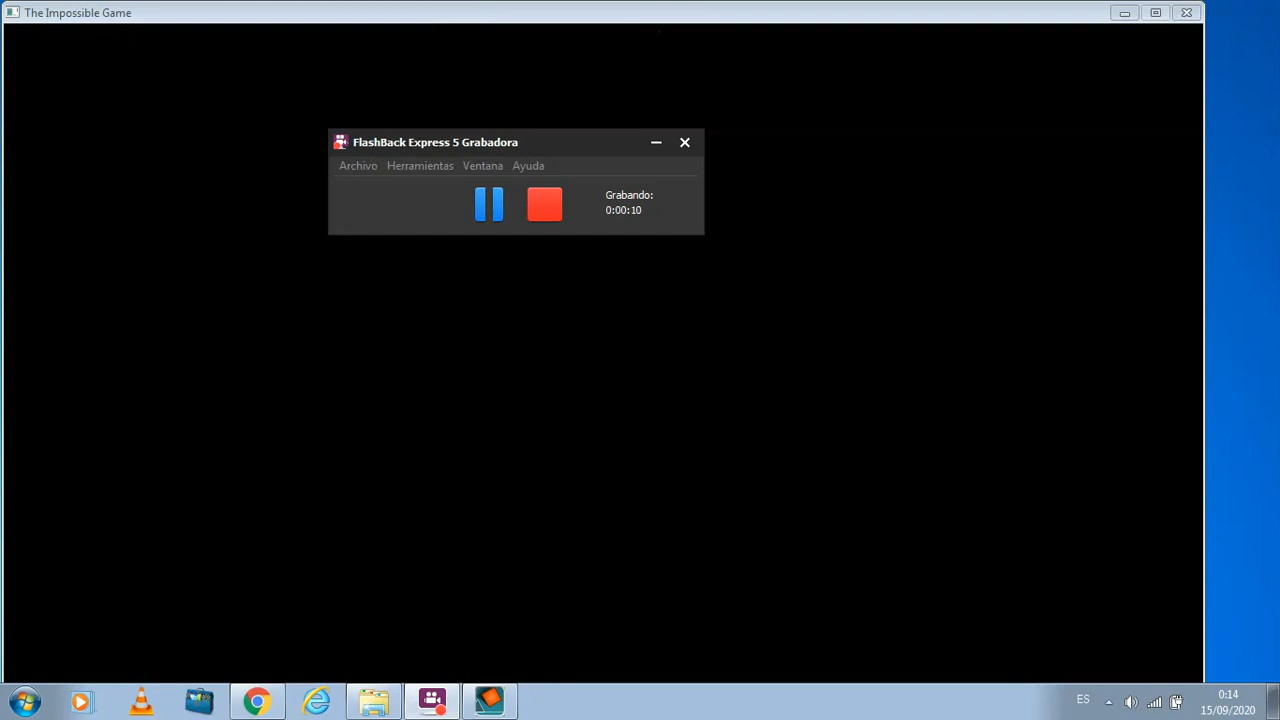 The Impossible Game
FlashBack Express 5 Grabadora
Archivo Herramientas Ventana Ayuda
Grabando:
0:00:10
ES
0:14
15/09/2020